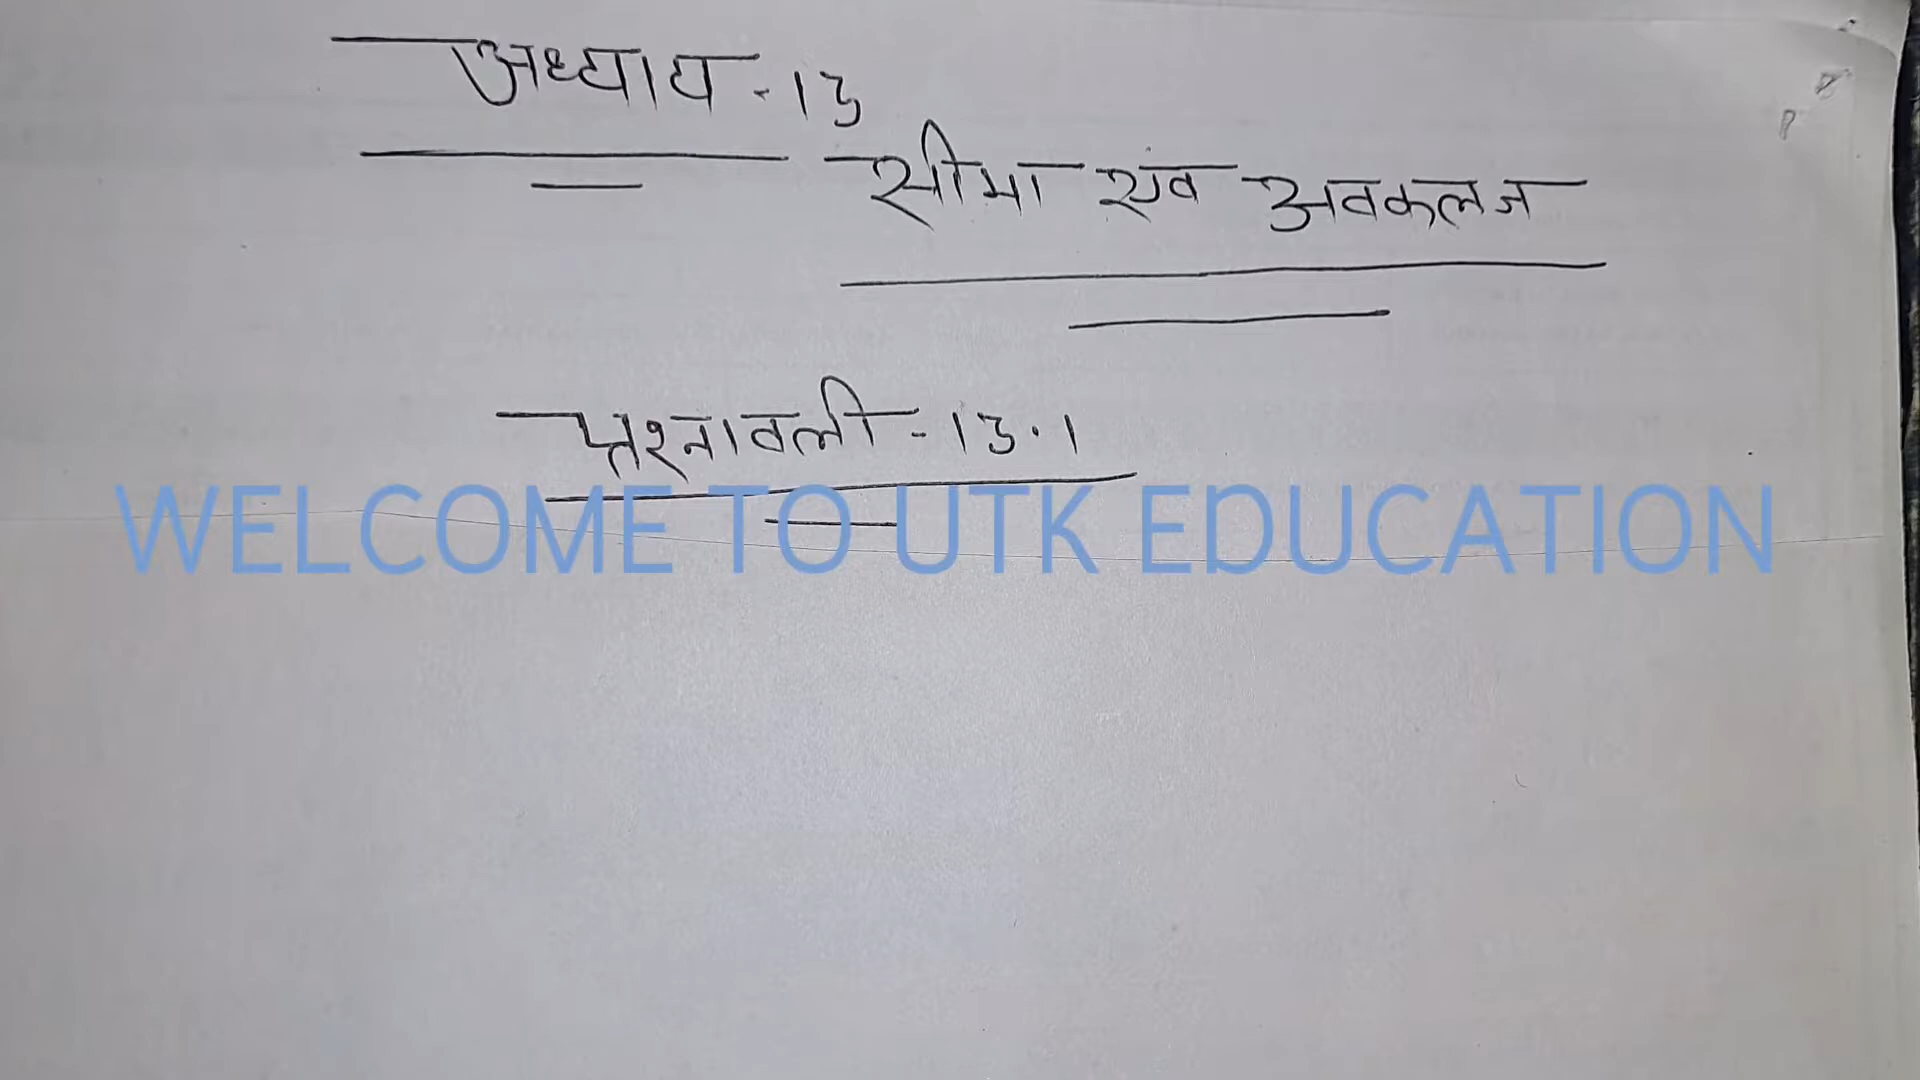 अध्याय - 13
सीमा एवं अवकलज
प्रश्नावली - 13.1
WELCOME TO UTK EDUCATION